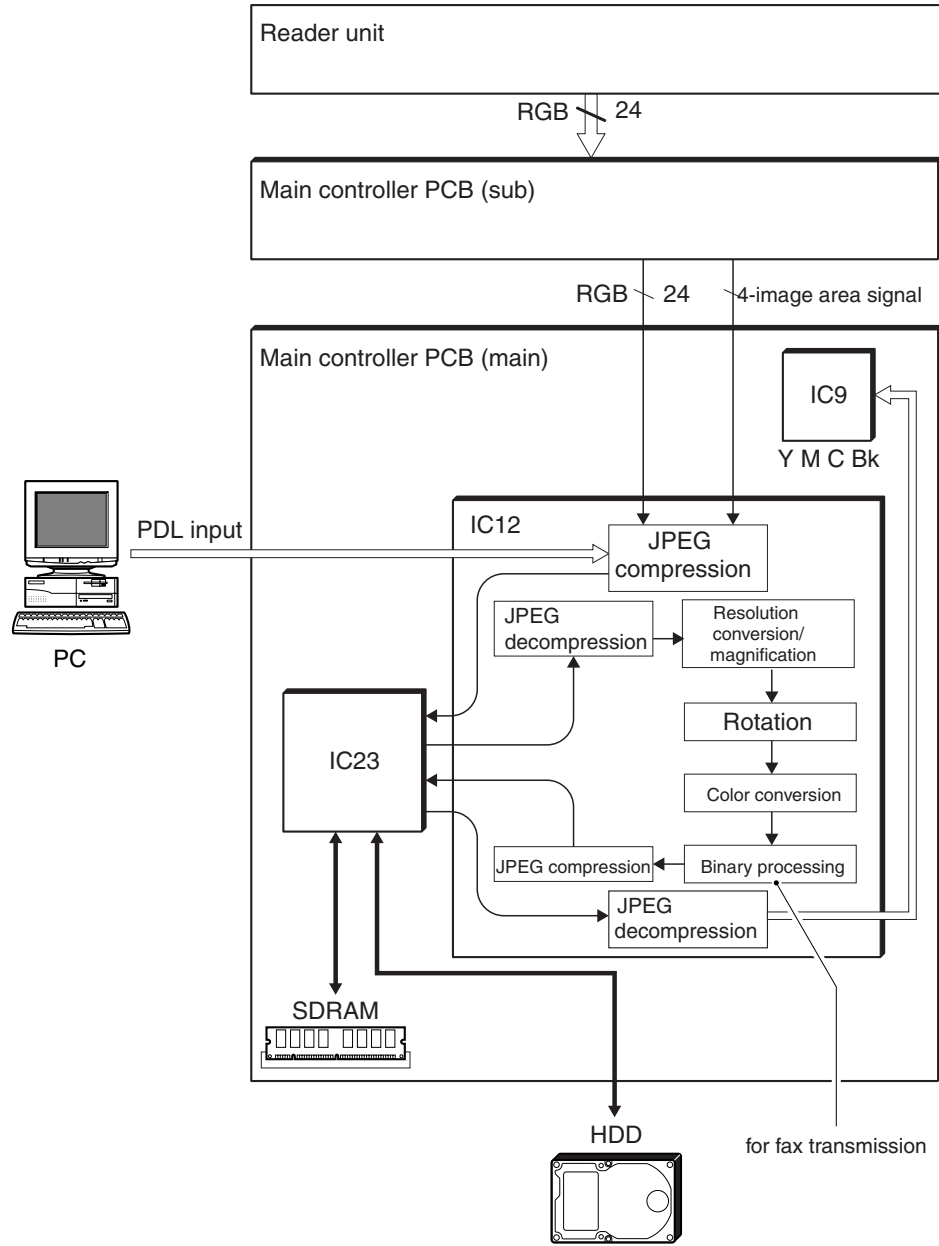 Reader unit
RGB 24
Main controller PCB (sub)
RGB 24 4-image area signal
Main controller PCB (main)
IC9
Y M C Bk
PDL input
PC
IC12
JPEG
compression
JPEG
decompression
Resolution
conversion/
magnification
Rotation
IC23
Color conversion
JPEG compression
Binary processing
JPEG
decompression
SDRAM
HDD
for fax transmission